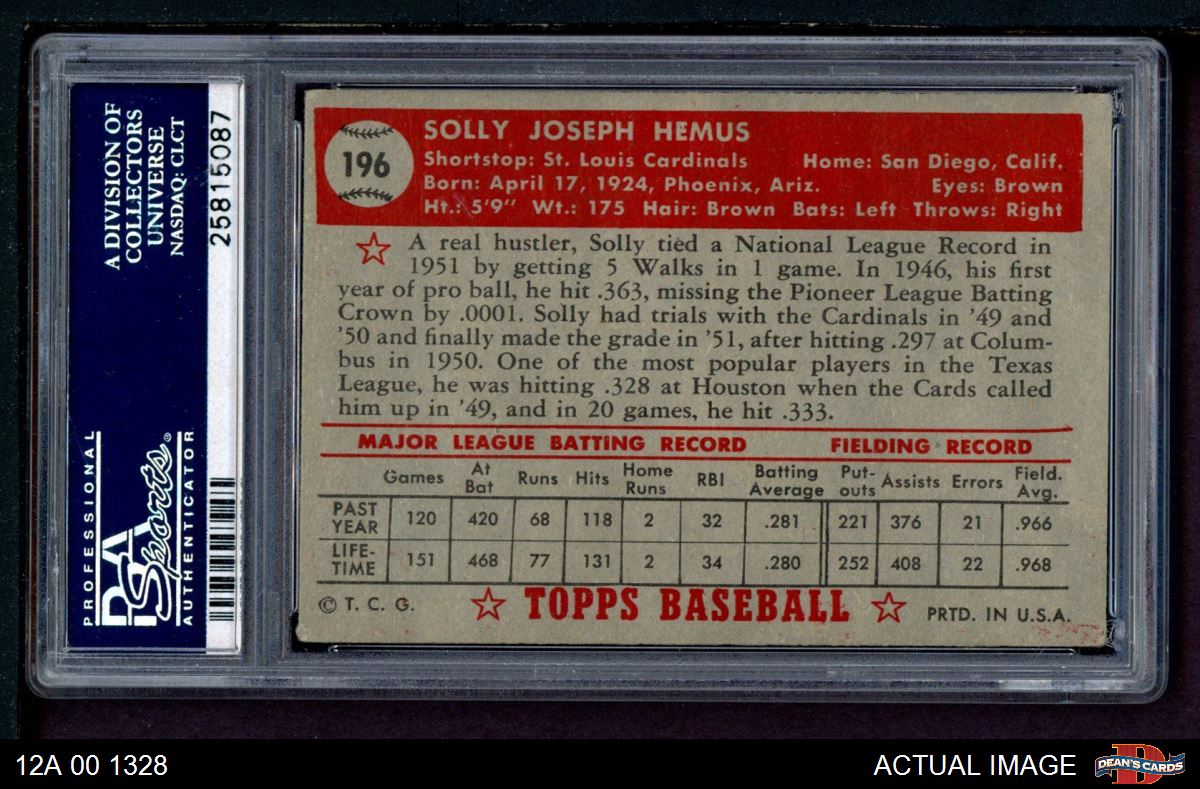 A DIVISION OF
COLLECTORS
UNIVERSE
NASDAQ: CLCT
25815087
PROFESSIONAL
PSA
Sports®
AUTHENTICATOR
196
SOLLY JOSEPH HEMUS
Shortstop: St. Louis Cardinals Home: San Diego, Calif.
Born: April 17, 1924, Phoenix, Ariz. Eyes: Brown
Ht.: 5'9" Wt.: 175 Hair: Brown Bats: Left Throws: Right
A real hustler, Solly tied a National League Record in
1951 by getting 5 Walks in 1 game. In 1946, his first
year of pro ball, he hit .363, missing the Pioneer League Batting
Crown by .0001. Solly had trials with the Cardinals in '49 and
'50 and finally made the grade in '51, after hitting .297 at Colum-
bus in 1950. One of the most popular players in the Texas
League, he was hitting .328 at Houston when the Cards called
him up in '49, and in 20 games, he hit .333.
MAJOR LEAGUE BATTING RECORD FIELDING RECORD
Games At Bat Runs Hits Home Runs RBI Batting Average Put-outs Assists Errors Field. Avg.
PAST YEAR 120 420 68 118 2 32 .281 221 376 21 .966
LIFE-TIME 151 468 77 131 2 34 .280 252 408 22 .968
© T. C. G. TOPPS BASEBALL PRTD. IN U.S.A.
12A 00 1328 ACTUAL IMAGE DEAN'S CARDS